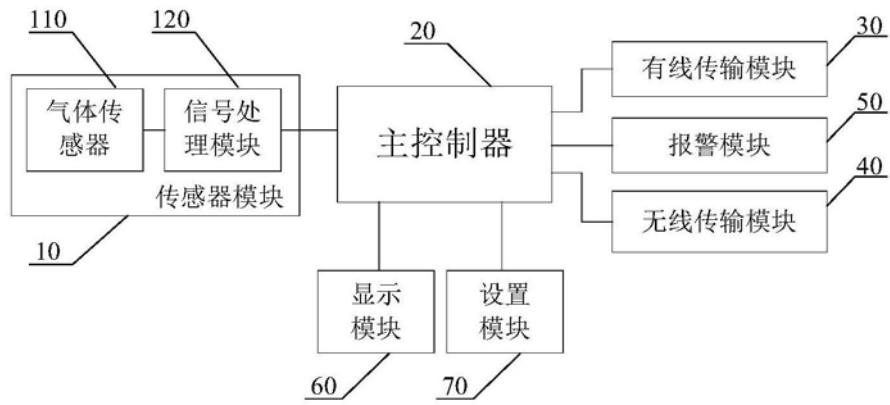 110
120
20
30
气体传
感器
信号处
理模块
传感器模块
10
主控制器
有线传输模块
50
报警模块
40
无线传输模块
显示
模块
60
设置
模块
70